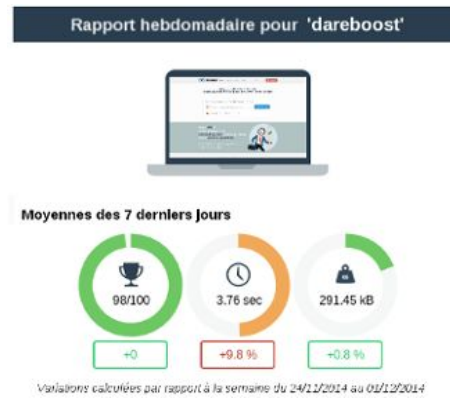 Rapport hebdomadaire pour 'dareboost'
Moyennes des 7 derniers jours
98/100
3.76 sec
291.45 kB
+0
+9.8 %
+0.8 %
Variations calculées par rapport à la semaine du 24/11/2014 au 01/12/2014